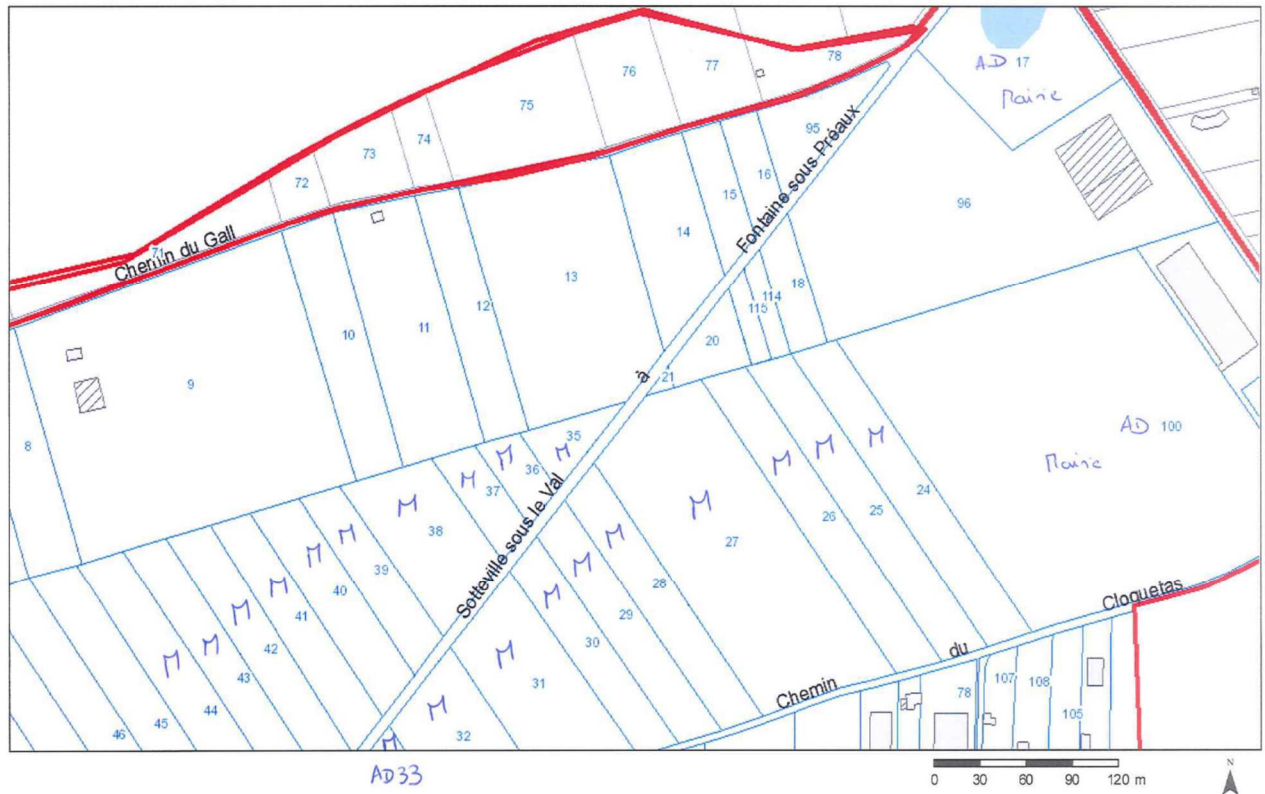 76
77
78
AD 17
Mairie
75
95
74
73
16
72
15
Fontaine sous Préaux
96
14
Chemin du Gall
71
13
18
12
114
115
10
11
20
9
à
21
8
AD 100
35
M
M
M
M
M
M
24
36
Mairie
37
M
25
26
38
M
M
27
Sotteville sous le Val
M
M
39
M
28
M
40
M
29
M
Cloquetas
41
M
30
M
42
du
M
M
31
43
Chemin
107
108
44
78
M
45
105
46
32
M
AD33
0 30 60 90 120 m
N